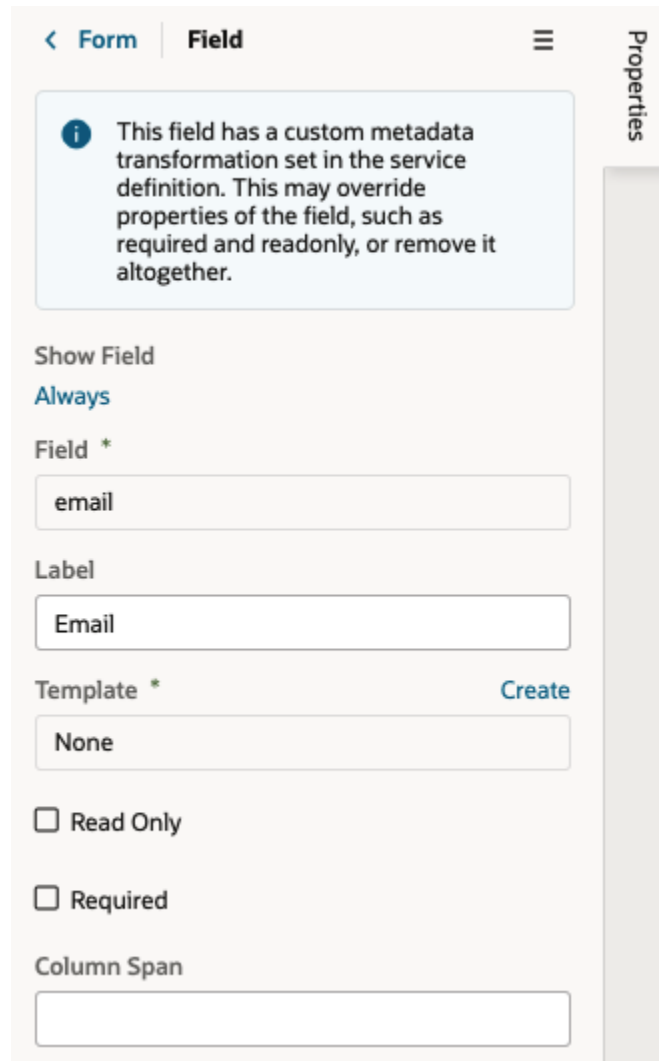 Form Field
Properties
This field has a custom metadata
transformation set in the service
definition. This may override
properties of the field, such as
required and readonly, or remove it
altogether.
Show Field
Always
Field *
email
Label
Email
Template * Create
None
Read Only
Required
Column Span